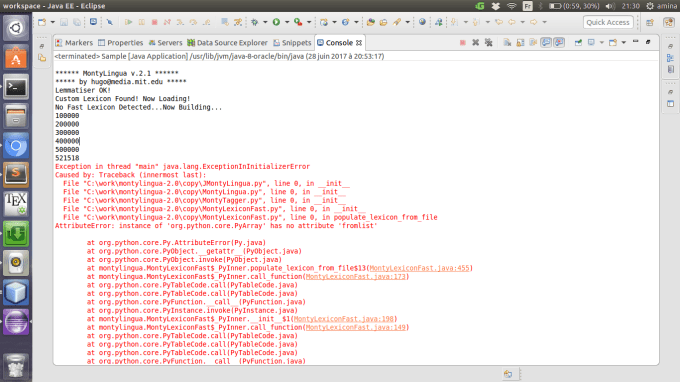 workspace - Java EE - Eclipse
Fr
(0:59, 30%)
21:30
amina
Quick Access
Java EE
Markers
Properties
Servers
Data Source Explorer
Snippets
Console
<terminated> Sample [Java Application] /usr/lib/jvm/java-8-oracle/bin/java (28 juin 2017 à 20:53:17)
****** MontyLingua v.2.1 ******
***** by hugo@media.mit.edu *****
Lemmatiser OK!
Custom Lexicon Found! Now Loading!
No Fast Lexicon Detected...Now Building...
100000
200000
300000
400000
500000
521518
Exception in thread "main" java.lang.ExceptionInInitializerError
Caused by: Traceback (innermost last):
File "C:\work\montylingua-2.0\copy\JMontyLingua.py", line 0, in __init__
File "C:\work\montylingua-2.0\copy\MontyLingua.py", line 0, in __init__
File "C:\work\montylingua-2.0\copy\MontyTagger.py", line 0, in __init__
File "C:\work\montylingua-2.0\copy\MontyLexiconFast.py", line 0, in __init__
File "C:\work\montylingua-2.0\copy\MontyLexiconFast.py", line 0, in populate_lexicon_from_file
AttributeError: instance of 'org.python.core.PyArray' has no attribute 'fromlist'
at org.python.core.Py.AttributeError(Py.java)
at org.python.core.PyObject.__getattr__(PyObject.java)
at org.python.core.PyObject.invoke(PyObject.java)
at montylingua.MontyLexiconFast$_PyInner.populate_lexicon_from_file$13(MontyLexiconFast.java:455)
at montylingua.MontyLexiconFast$_PyInner.call_function(MontyLexiconFast.java:173)
at org.python.core.PyTableCode.call(PyTableCode.java)
at org.python.core.PyTableCode.call(PyTableCode.java)
at org.python.core.PyFunction.__call__(PyFunction.java)
at org.python.core.PyInstance.invoke(PyInstance.java)
at montylingua.MontyLexiconFast$_PyInner.__init__$1(MontyLexiconFast.java:198)
at montylingua.MontyLexiconFast$_PyInner.call_function(MontyLexiconFast.java:149)
at org.python.core.PyTableCode.call(PyTableCode.java)
at org.python.core.PyTableCode.call(PyTableCode.java)
at org.python.core.PyTableCode.call(PyTableCode.java)
at org.python.core.PyFunction.__call__(PyFunction.java)